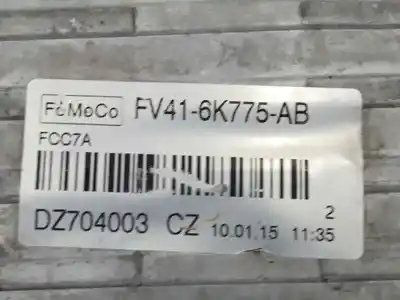 FoMoCo FV41-6K775-AB
FCC7A
2
DZ704003 CZ 10.01.15 11:35